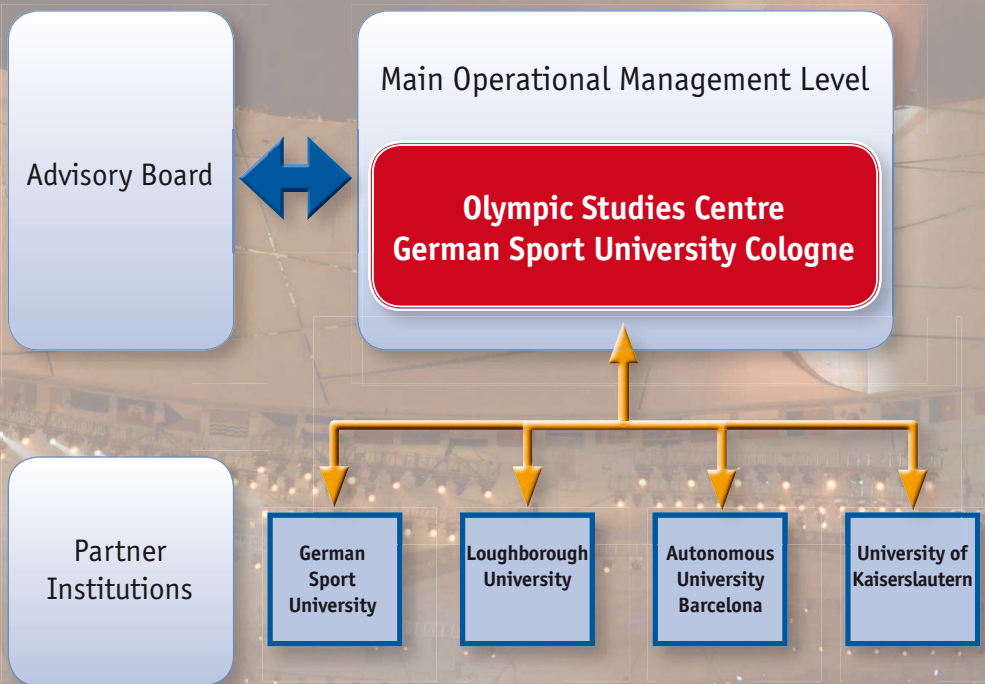 Advisory Board
Main Operational Management Level
Olympic Studies Centre
German Sport University Cologne
Partner
Institutions
German
Sport
University
Loughborough
University
Autonomous
University
Barcelona
University of
Kaiserslautern